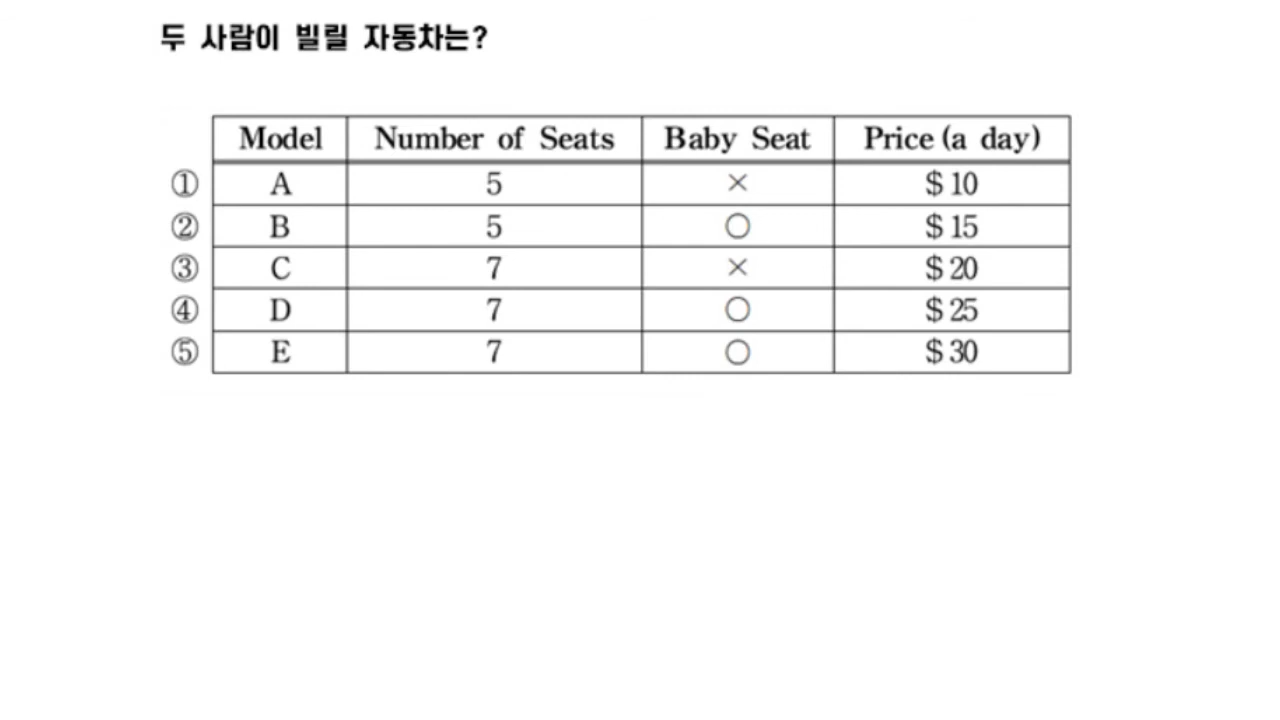 두 사람이 빌릴 자동차는?
Model Number of Seats Baby Seat Price (a day)
① A 5 × $10
② B 5 ○ $15
③ C 7 × $20
④ D 7 ○ $25
⑤ E 7 ○ $30